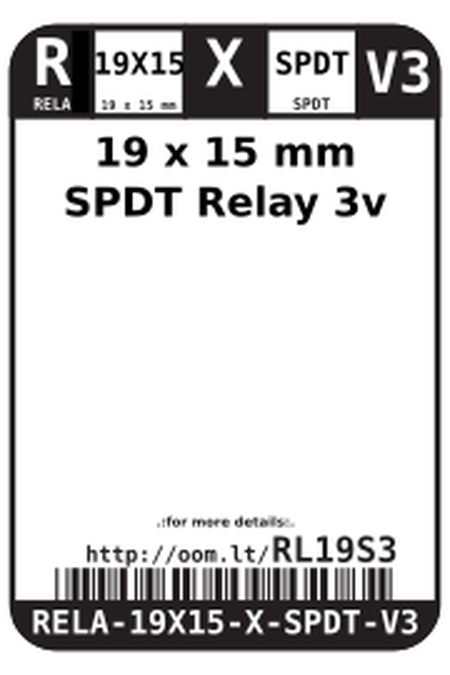 R 19X15 X SPDT V3
RELA 19 x 15 mm SPDT
19 x 15 mm
SPDT Relay 3v
.:for more details:.
http://oom.lt/RL19S3
RELA-19X15-X-SPDT-V3